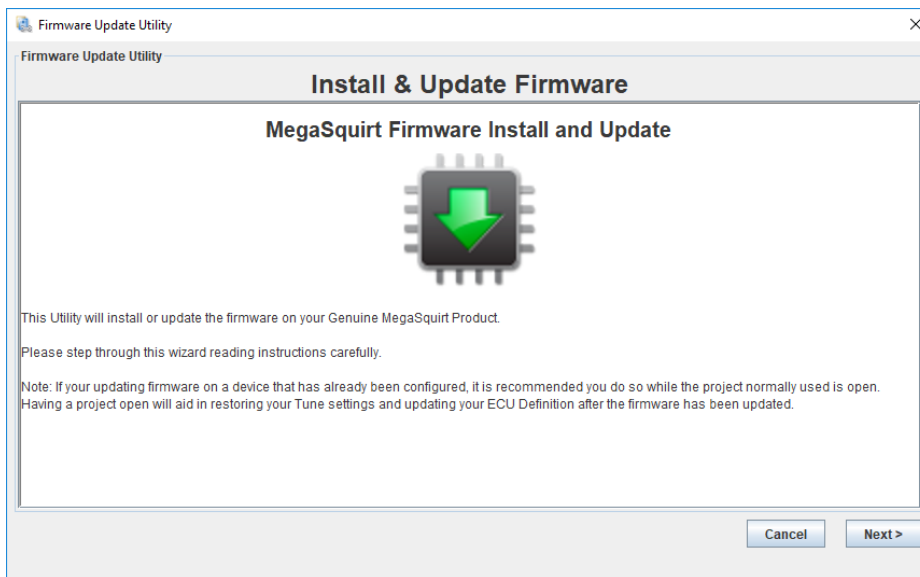 Firmware Update Utility
Firmware Update Utility
Install & Update Firmware
MegaSquirt Firmware Install and Update
This Utility will install or update the firmware on your Genuine MegaSquirt Product.
Please step through this wizard reading instructions carefully.
Note: If your updating firmware on a device that has already been configured, it is recommended you do so while the project normally used is open.
Having a project open will aid in restoring your Tune settings and updating your ECU Definition after the firmware has been updated.
Cancel Next >